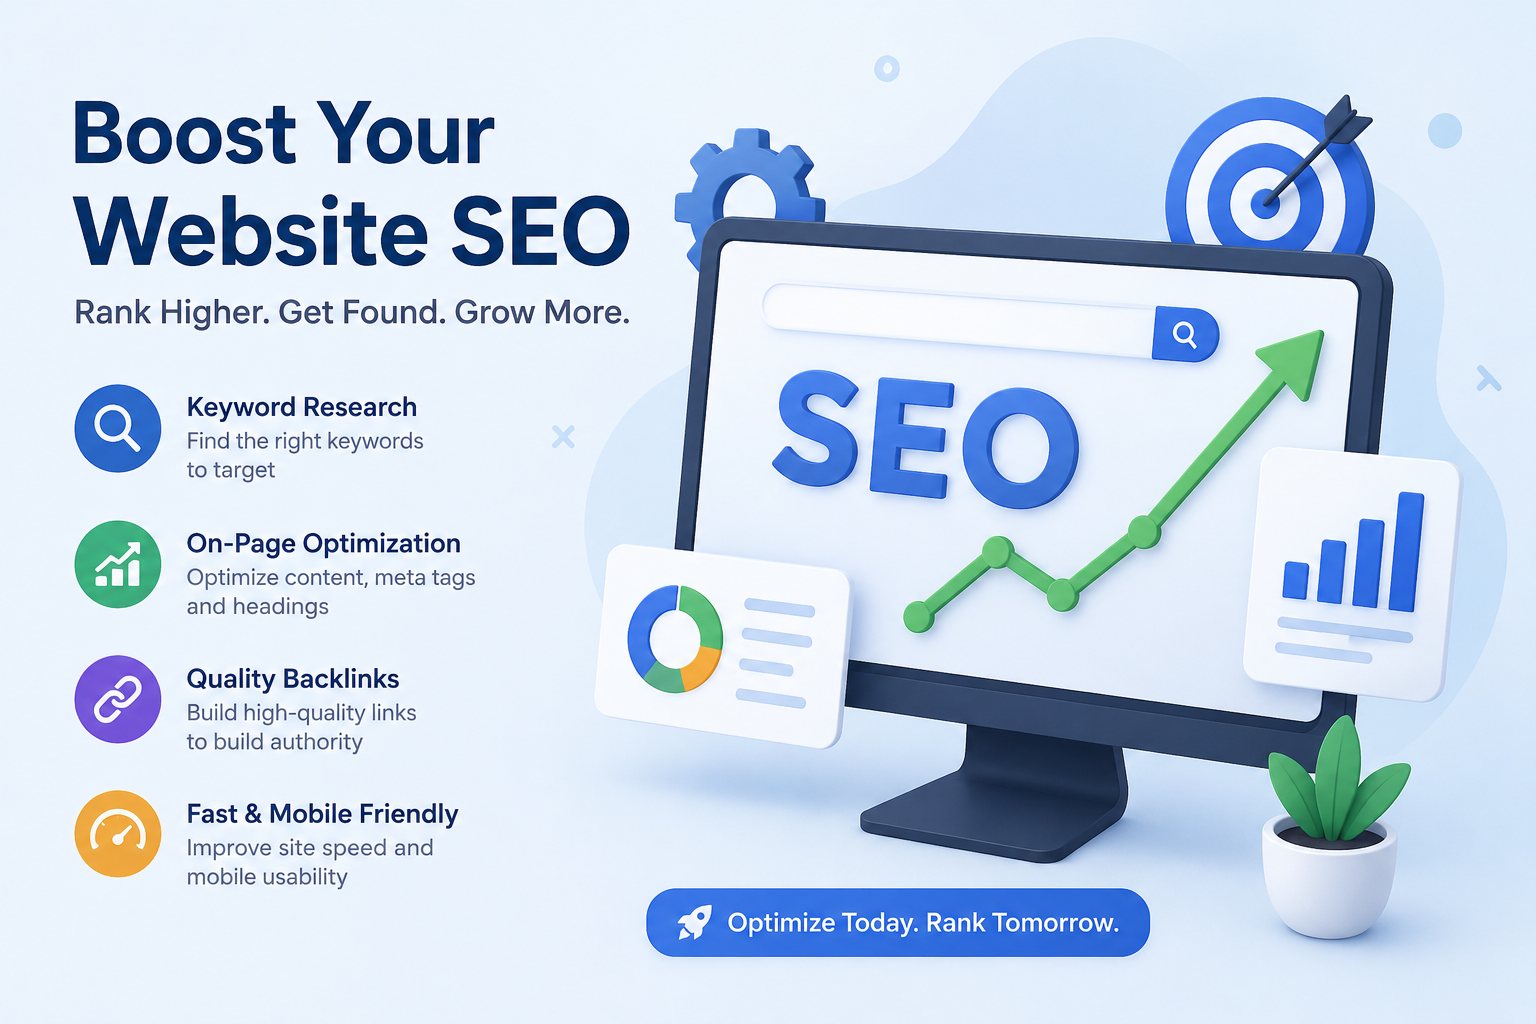 Boost Your
Website SEO
Rank Higher. Get Found. Grow More.
Keyword Research
Find the right keywords
to target
On-Page Optimization
Optimize content, meta tags
and headings
Quality Backlinks
Build high-quality links
to build authority
Fast & Mobile Friendly
Improve site speed and
mobile usability
SEO
Optimize Today. Rank Tomorrow.